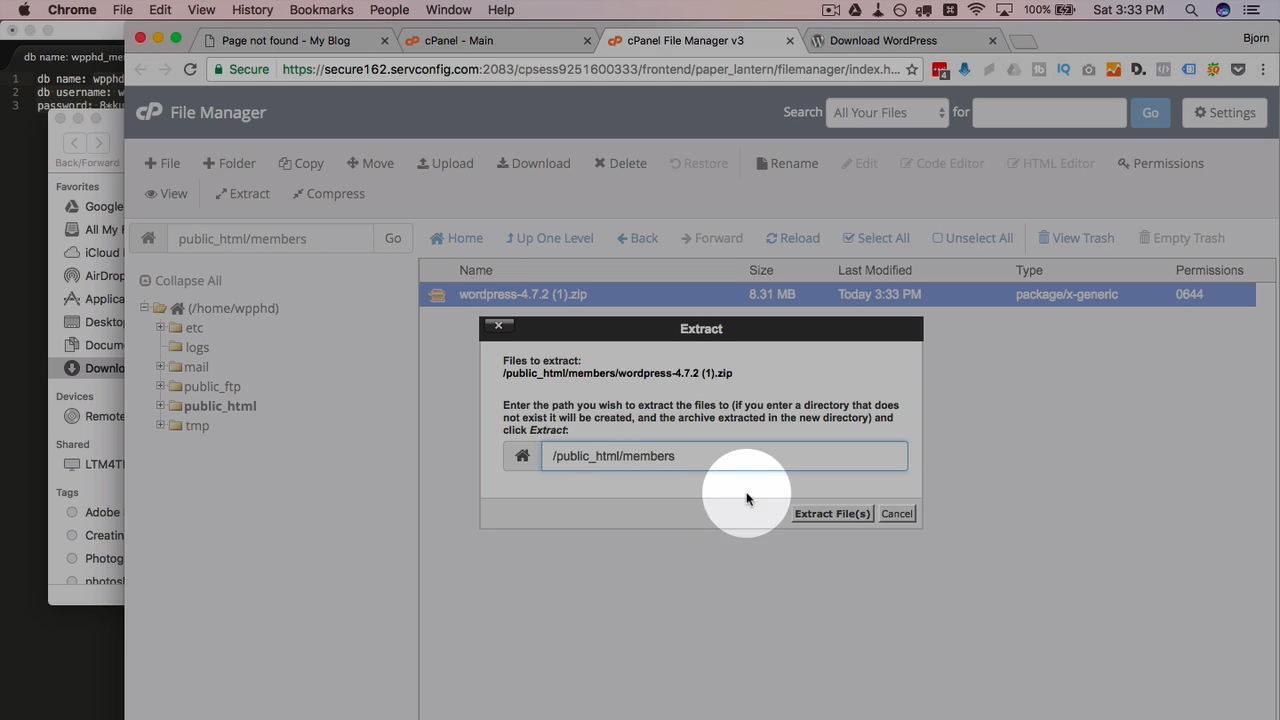 Chrome File Edit View History Bookmarks People Window Help 100% Sat 3:33 PM
Page not found - My Blog cPanel - Main cPanel File Manager v3 Download WordPress Bjorn
Secure https://secure162.servconfig.com:2083/cpsess9251600333/frontend/paper_lantern/filemanager/index.h...
db name: wpphd_me
1 db name: wpphd
2 db username: w
3 password:
File Manager Search All Your Files for Go Settings
File Folder Copy Move Upload Download Delete Restore Rename Edit Code Editor HTML Editor Permissions
View Extract Compress
public_html/members Go Home Up One Level Back Forward Reload Select All Unselect All View Trash Empty Trash
Back/Forward
Favorites
Google
All My F
iCloud
AirDrop
Applica
Desktop
Docum
Downlo
Devices
Remote
Shared
LTM4TE
Tags
Adobe
Creatin
Photog
photosh
Collapse All
(/home/wpphd)
etc
logs
mail
public_ftp
public_html
tmp
Name Size Last Modified Type Permissions
wordpress-4.7.2 (1).zip 8.31 MB Today 3:33 PM package/x-generic 0644
Extract
Files to extract:
/public_html/members/wordpress-4.7.2 (1).zip
Enter the path you wish to extract the files to (if you enter a directory that does
not exist it will be created, and the archive extracted in the new directory) and
click Extract:
/public_html/members
Extract File(s) Cancel